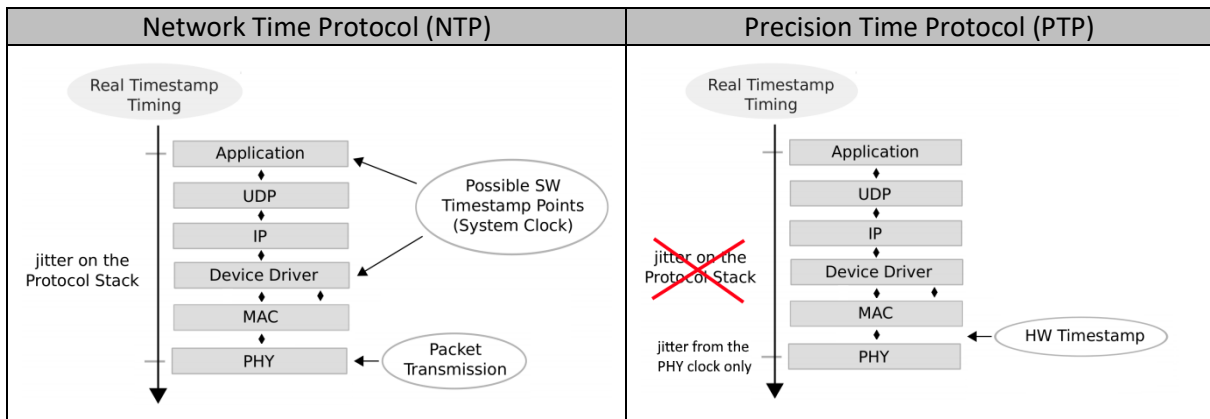 Network Time Protocol (NTP)
Precision Time Protocol (PTP)
Real Timestamp
Timing
Application
UDP
IP
Device Driver
MAC
PHY
jitter on the
Protocol Stack
Possible SW
Timestamp Points
(System Clock)
Packet
Transmission
Real Timestamp
Timing
Application
UDP
IP
Device Driver
MAC
PHY
jitter on the
Protocol Stack
jitter from the
PHY clock only
HW Timestamp